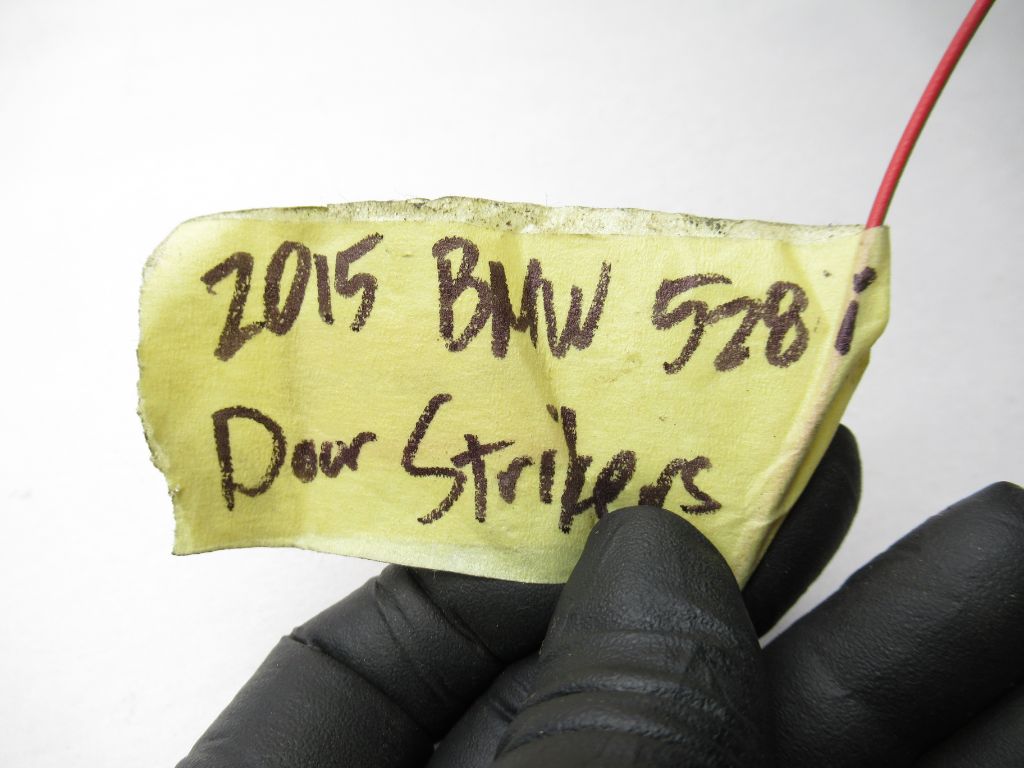 2015 BMW 528i
Door Strikers